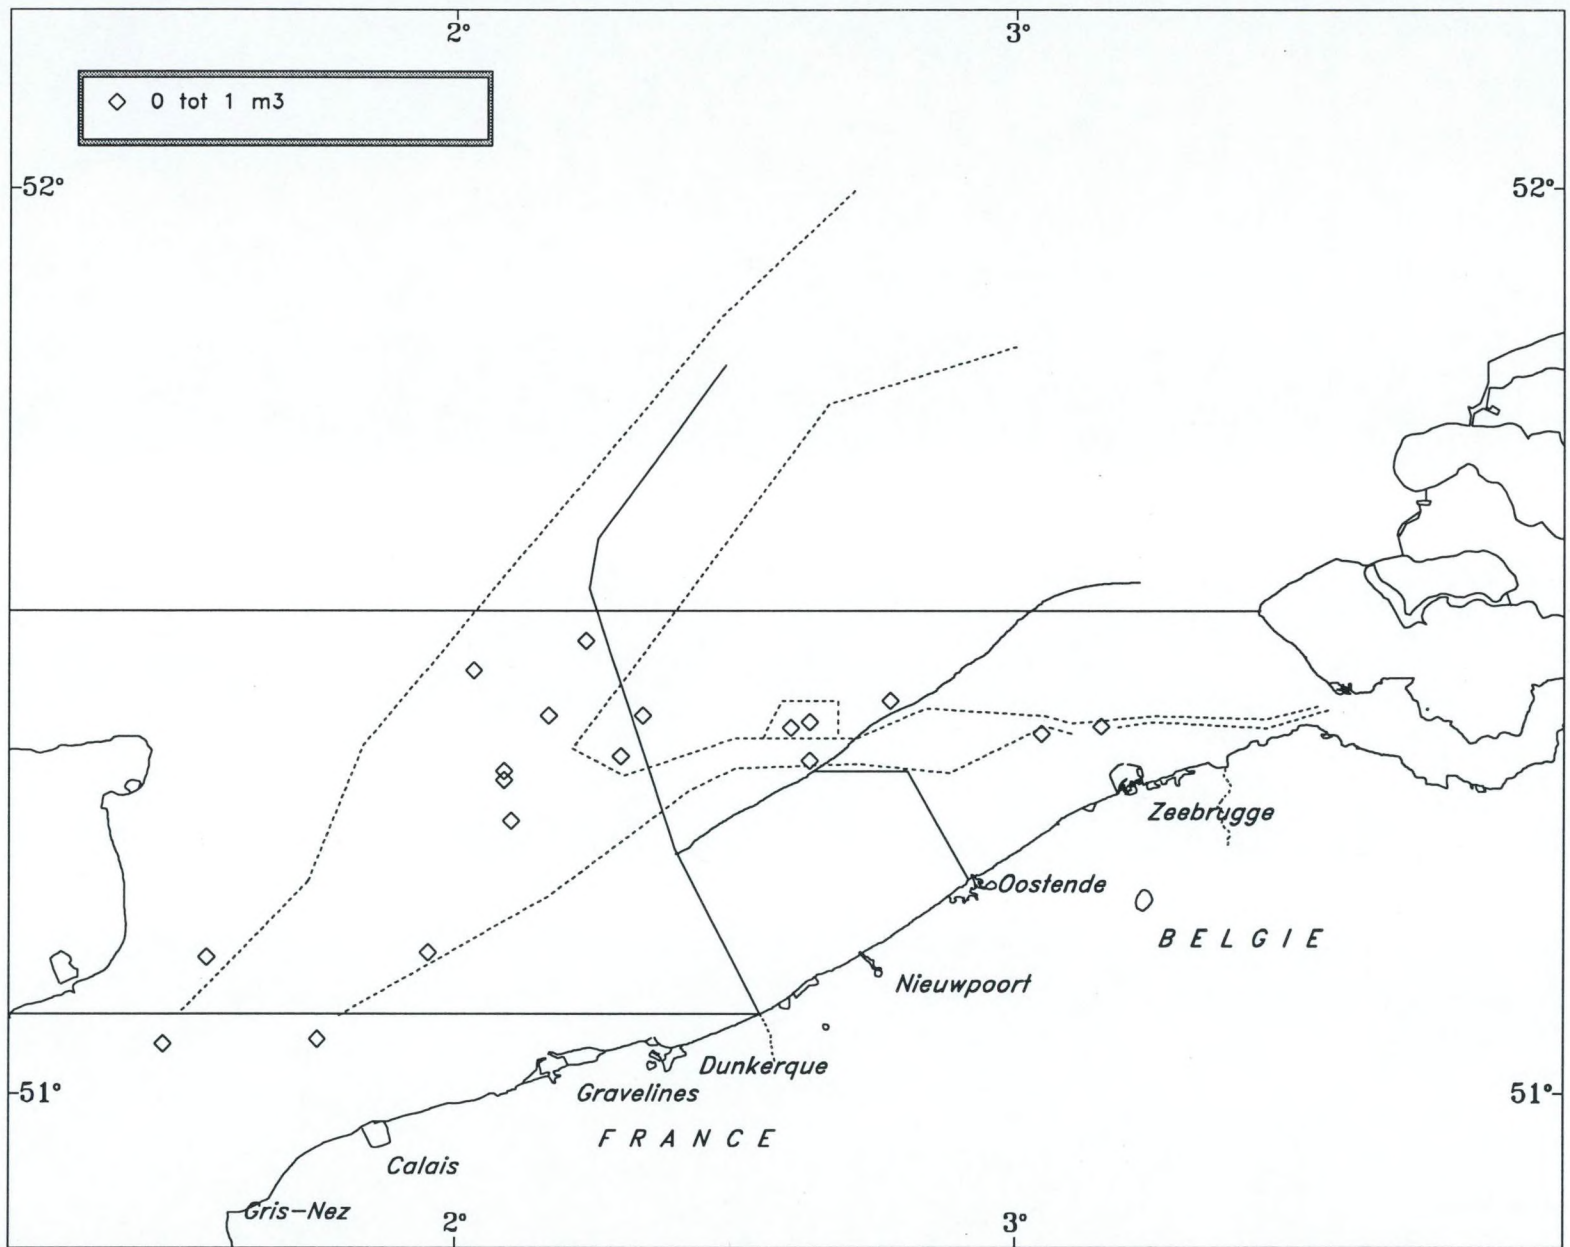 2° 3°
◇ 0 tot 1 m3
52° 52°
Zeebrugge
Oostende
BELGIE
Nieuwpoort
Dunkerque
51° Gravelines 51°
FRANCE
Calais
Gris-Nez
2° 3°